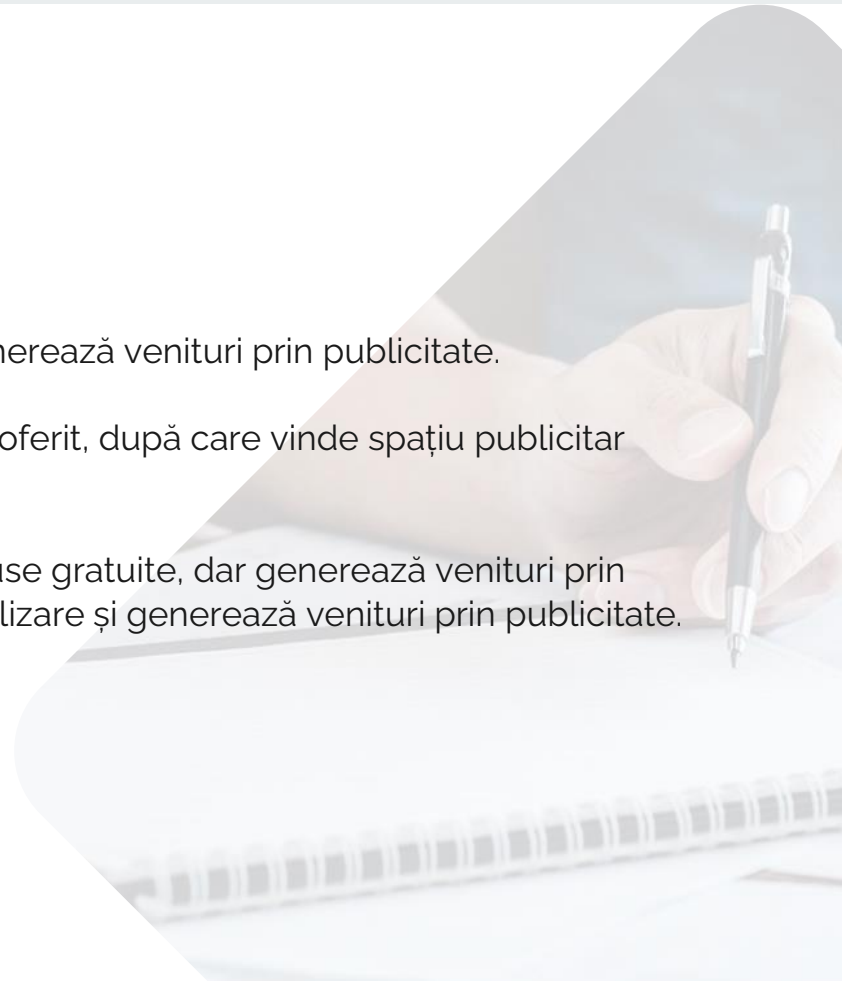 nerează venituri prin publicitate.
oferit, după care vinde spațiu publicitar
use gratuite, dar generează venituri prin
lizare și generează venituri prin publicitate.